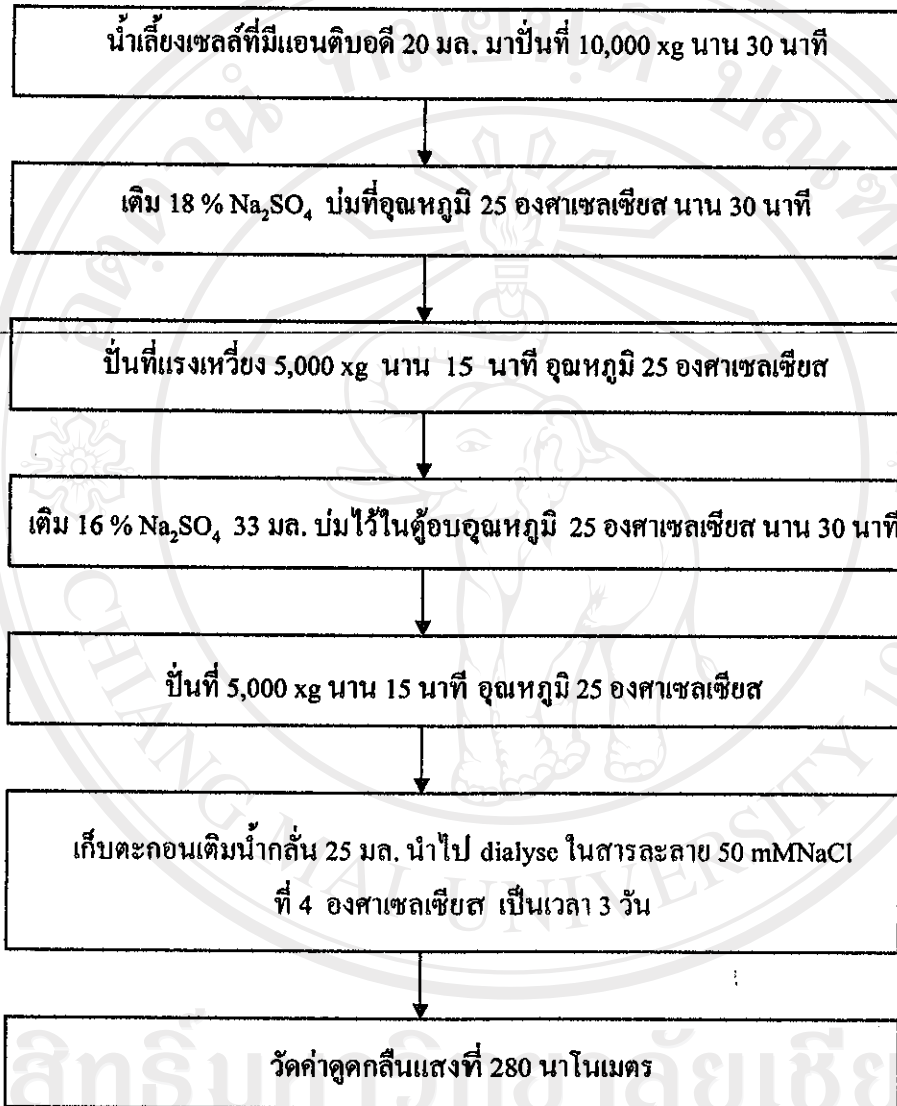 น้ำเลี้ยงเซลล์ที่มีแอนติบอดี 20 มล. มาปั่นที่ 10,000 xg นาน 30 นาที
เติม 18 % Na₂SO₄ บ่มที่อุณหภูมิ 25 องศาเซลเซียส นาน 30 นาที
ปั่นที่แรงเหวี่ยง 5,000 xg นาน 15 นาที อุณหภูมิ 25 องศาเซลเซียส
เติม 16 % Na₂SO₄ 33 มล. บ่มไว้ในตู้อบอุณหภูมิ 25 องศาเซลเซียส นาน 30 นาที
ปั่นที่ 5,000 xg นาน 15 นาที อุณหภูมิ 25 องศาเซลเซียส
เก็บตะกอนเติมน้ำกลั่น 25 มล. นำไป dialyse ในสารละลาย 50 mMNaCl
ที่ 4 องศาเซลเซียส เป็นเวลา 3 วัน
CHIANG MAI UNIVERSITY
วัดค่าดูดกลืนแสงที่ 280 นาโนเมตร